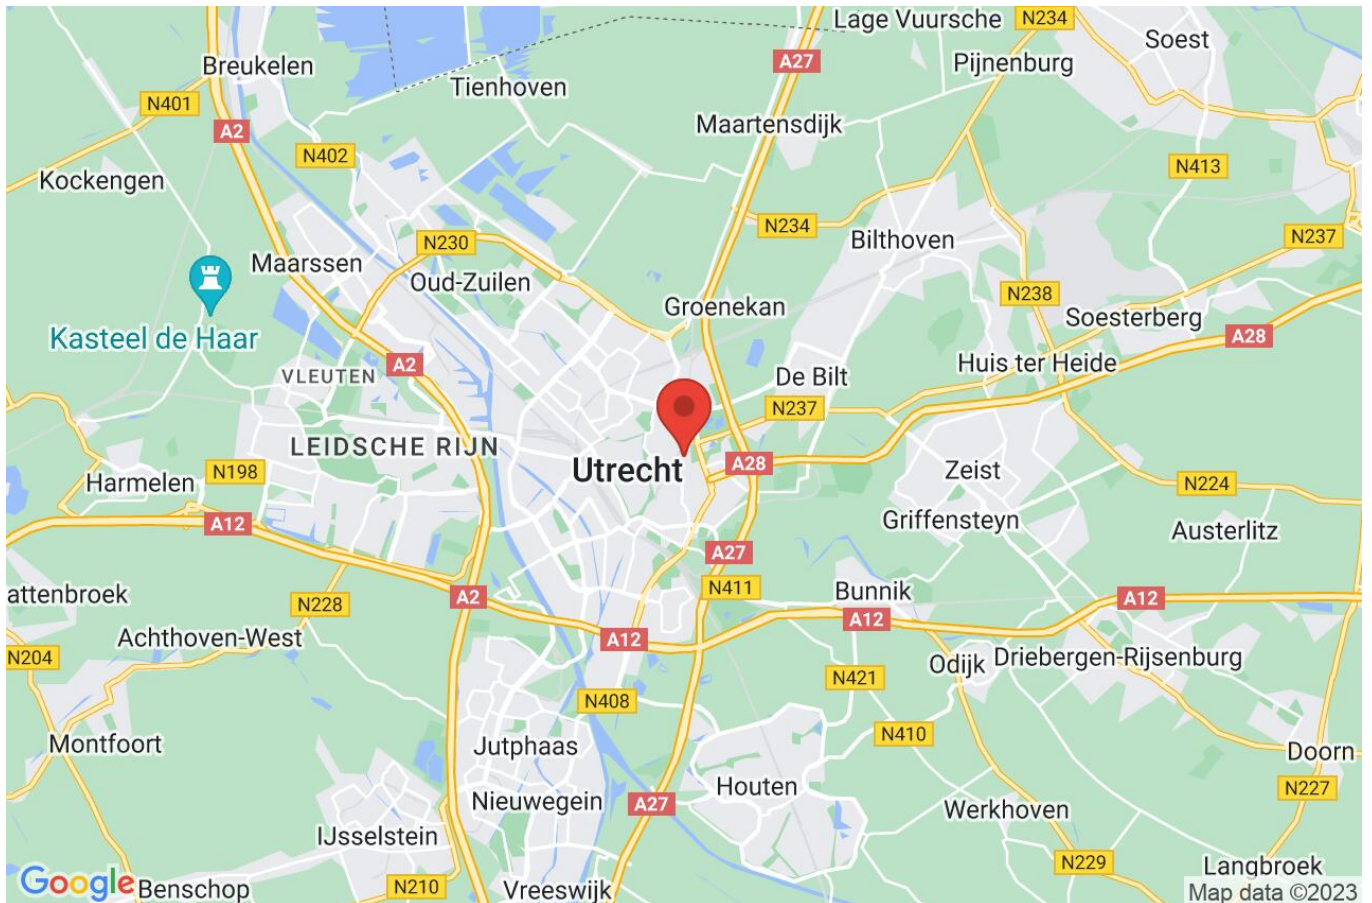 Lage Vuursche
N234
Soest
A27
Pijnenburg
Breukelen
Tienhoven
N401
A2
Maartensdijk
N402
N413
Kockengen
N234
Bilthoven
N237
N230
Maarssen
Oud-Zuilen
N238
Groenekan
Soesterberg
Kasteel de Haar
A28
A2
Huis ter Heide
VLEUTEN
De Bilt
N237
LEIDSCHE RIJN
Utrecht
A28
Zeist
N198
Harmelen
N224
A12
Griffensteyn
Austerlitz
A27
N411
Bunnik
attenbroek
N228
A2
A12
A12
Achthoven-West
A12
N204
Odijk
Driebergen-Rijsenburg
N421
N408
N410
Montfoort
Jutphaas
Doorn
Houten
N227
Nieuwegein
A27
Werkhoven
IJsselstein
N229
Langbroek
Google
Benschop
N210
Vreeswijk
Map data ©2023